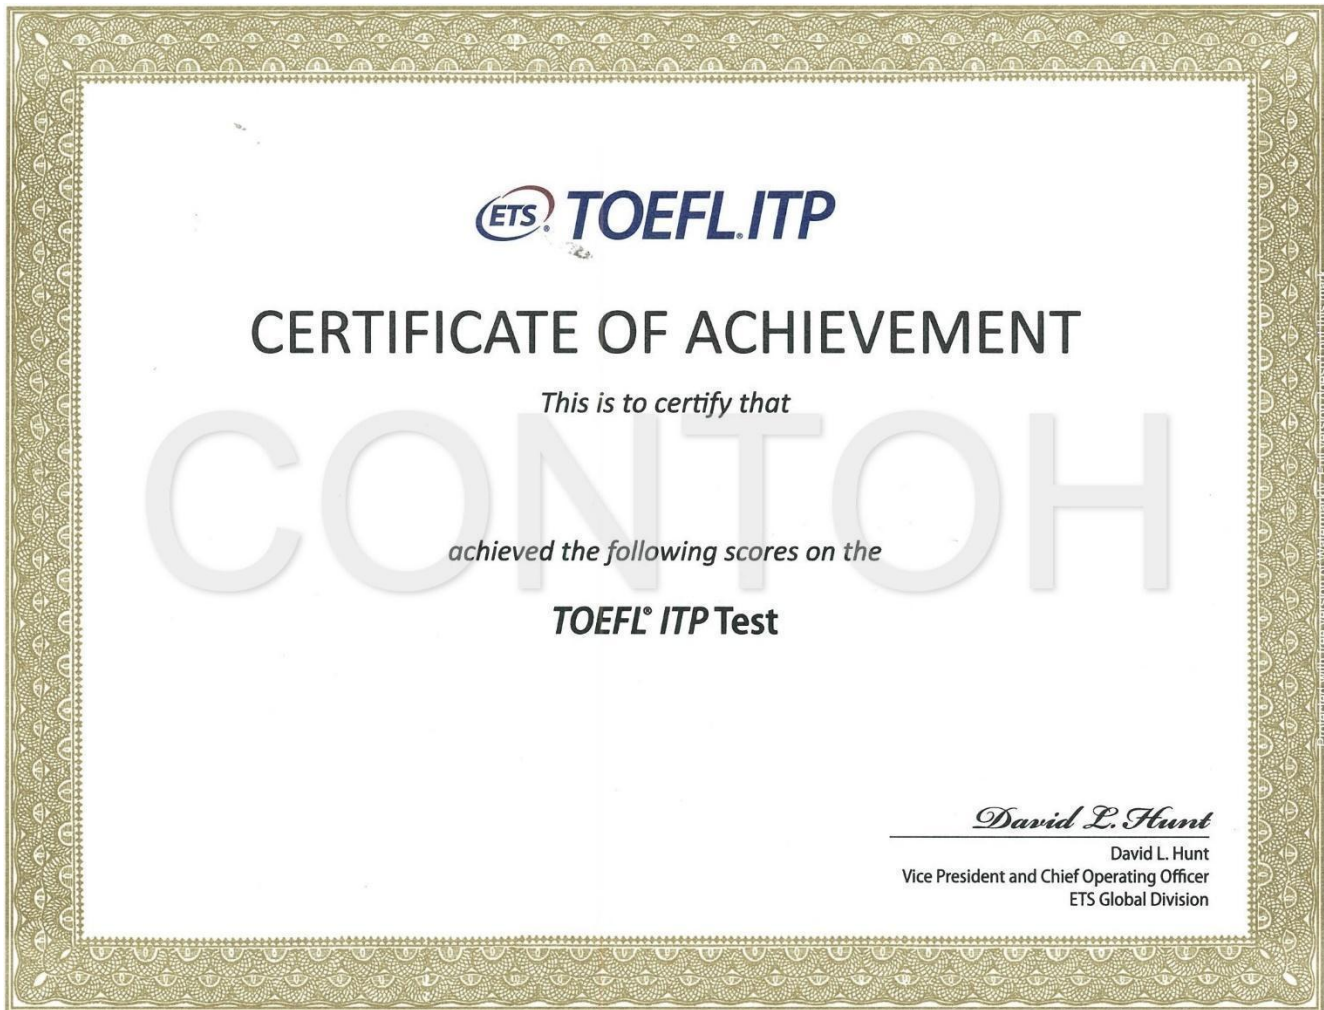 ETS® TOEFL® ITP
CERTIFICATE OF ACHIEVEMENT
This is to certify that
CONTOH
achieved the following scores on the
TOEFL® ITP Test
David L. Hunt
David L. Hunt
Vice President and Chief Operating Officer
ETS Global Division